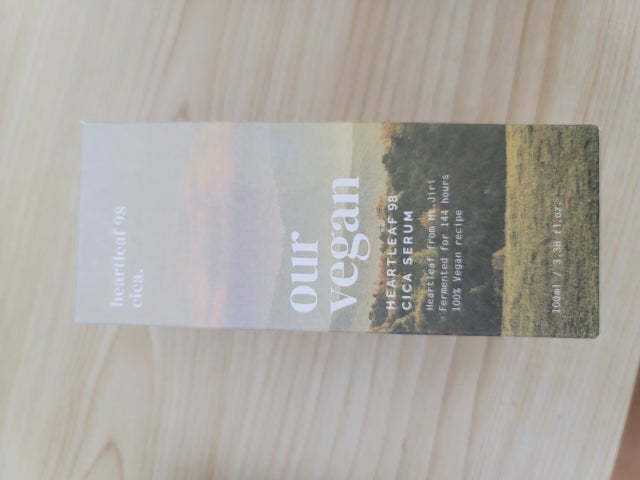 heartleaf 98
cica.
our
vegan
HEARTLEAF 98
CICA SERUM
Heartleaf from Mt.Jiri
Fermented for 144 hours
100% Vegan recipe
100ml / 3.38 fl.oz.